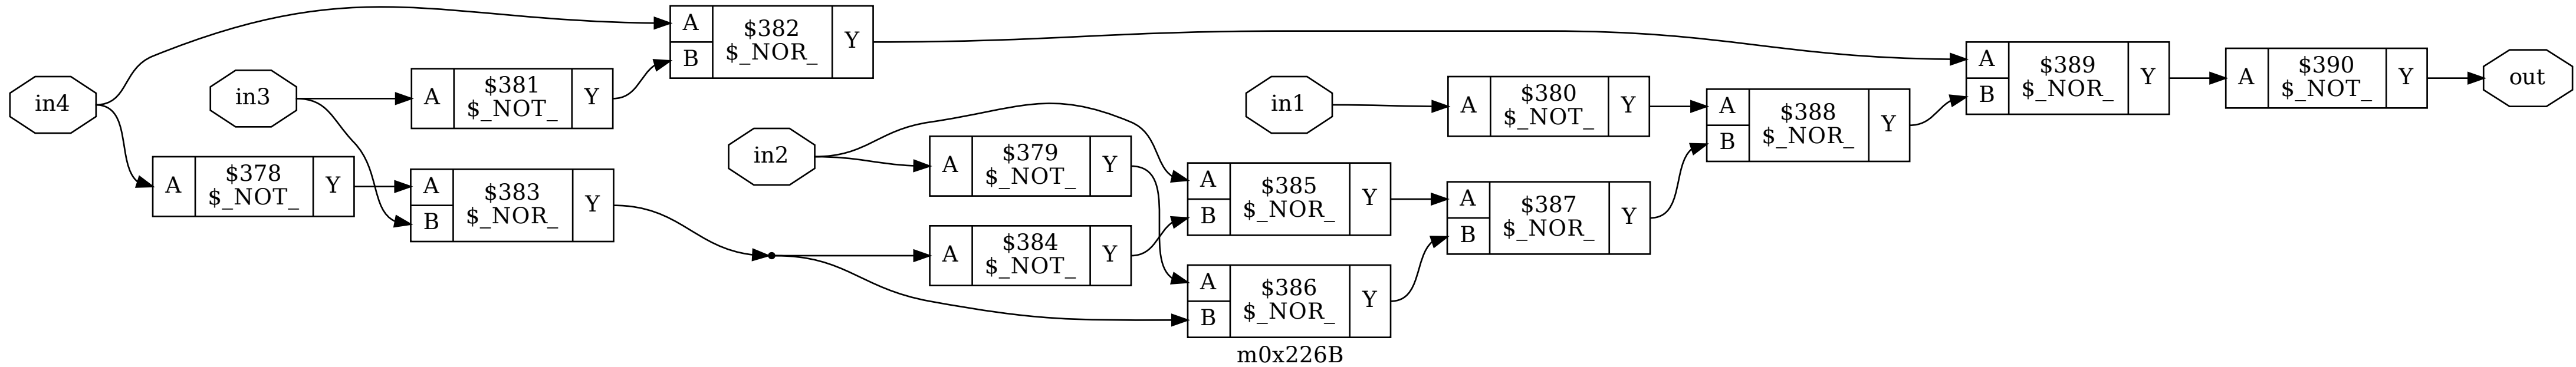 in4
in3
A
$381
$_NOT_
Y
A
$378
$_NOT_
Y
A
B
$382
$_NOR_
Y
A
B
$383
$_NOR_
Y
in2
A
$379
$_NOT_
Y
A
$384
$_NOT_
Y
A
B
$385
$_NOR_
Y
A
B
$386
$_NOR_
Y
in1
A
$380
$_NOT_
Y
A
B
$387
$_NOR_
Y
A
B
$388
$_NOR_
Y
A
B
$389
$_NOR_
Y
A
$390
$_NOT_
Y
out
m0x226B